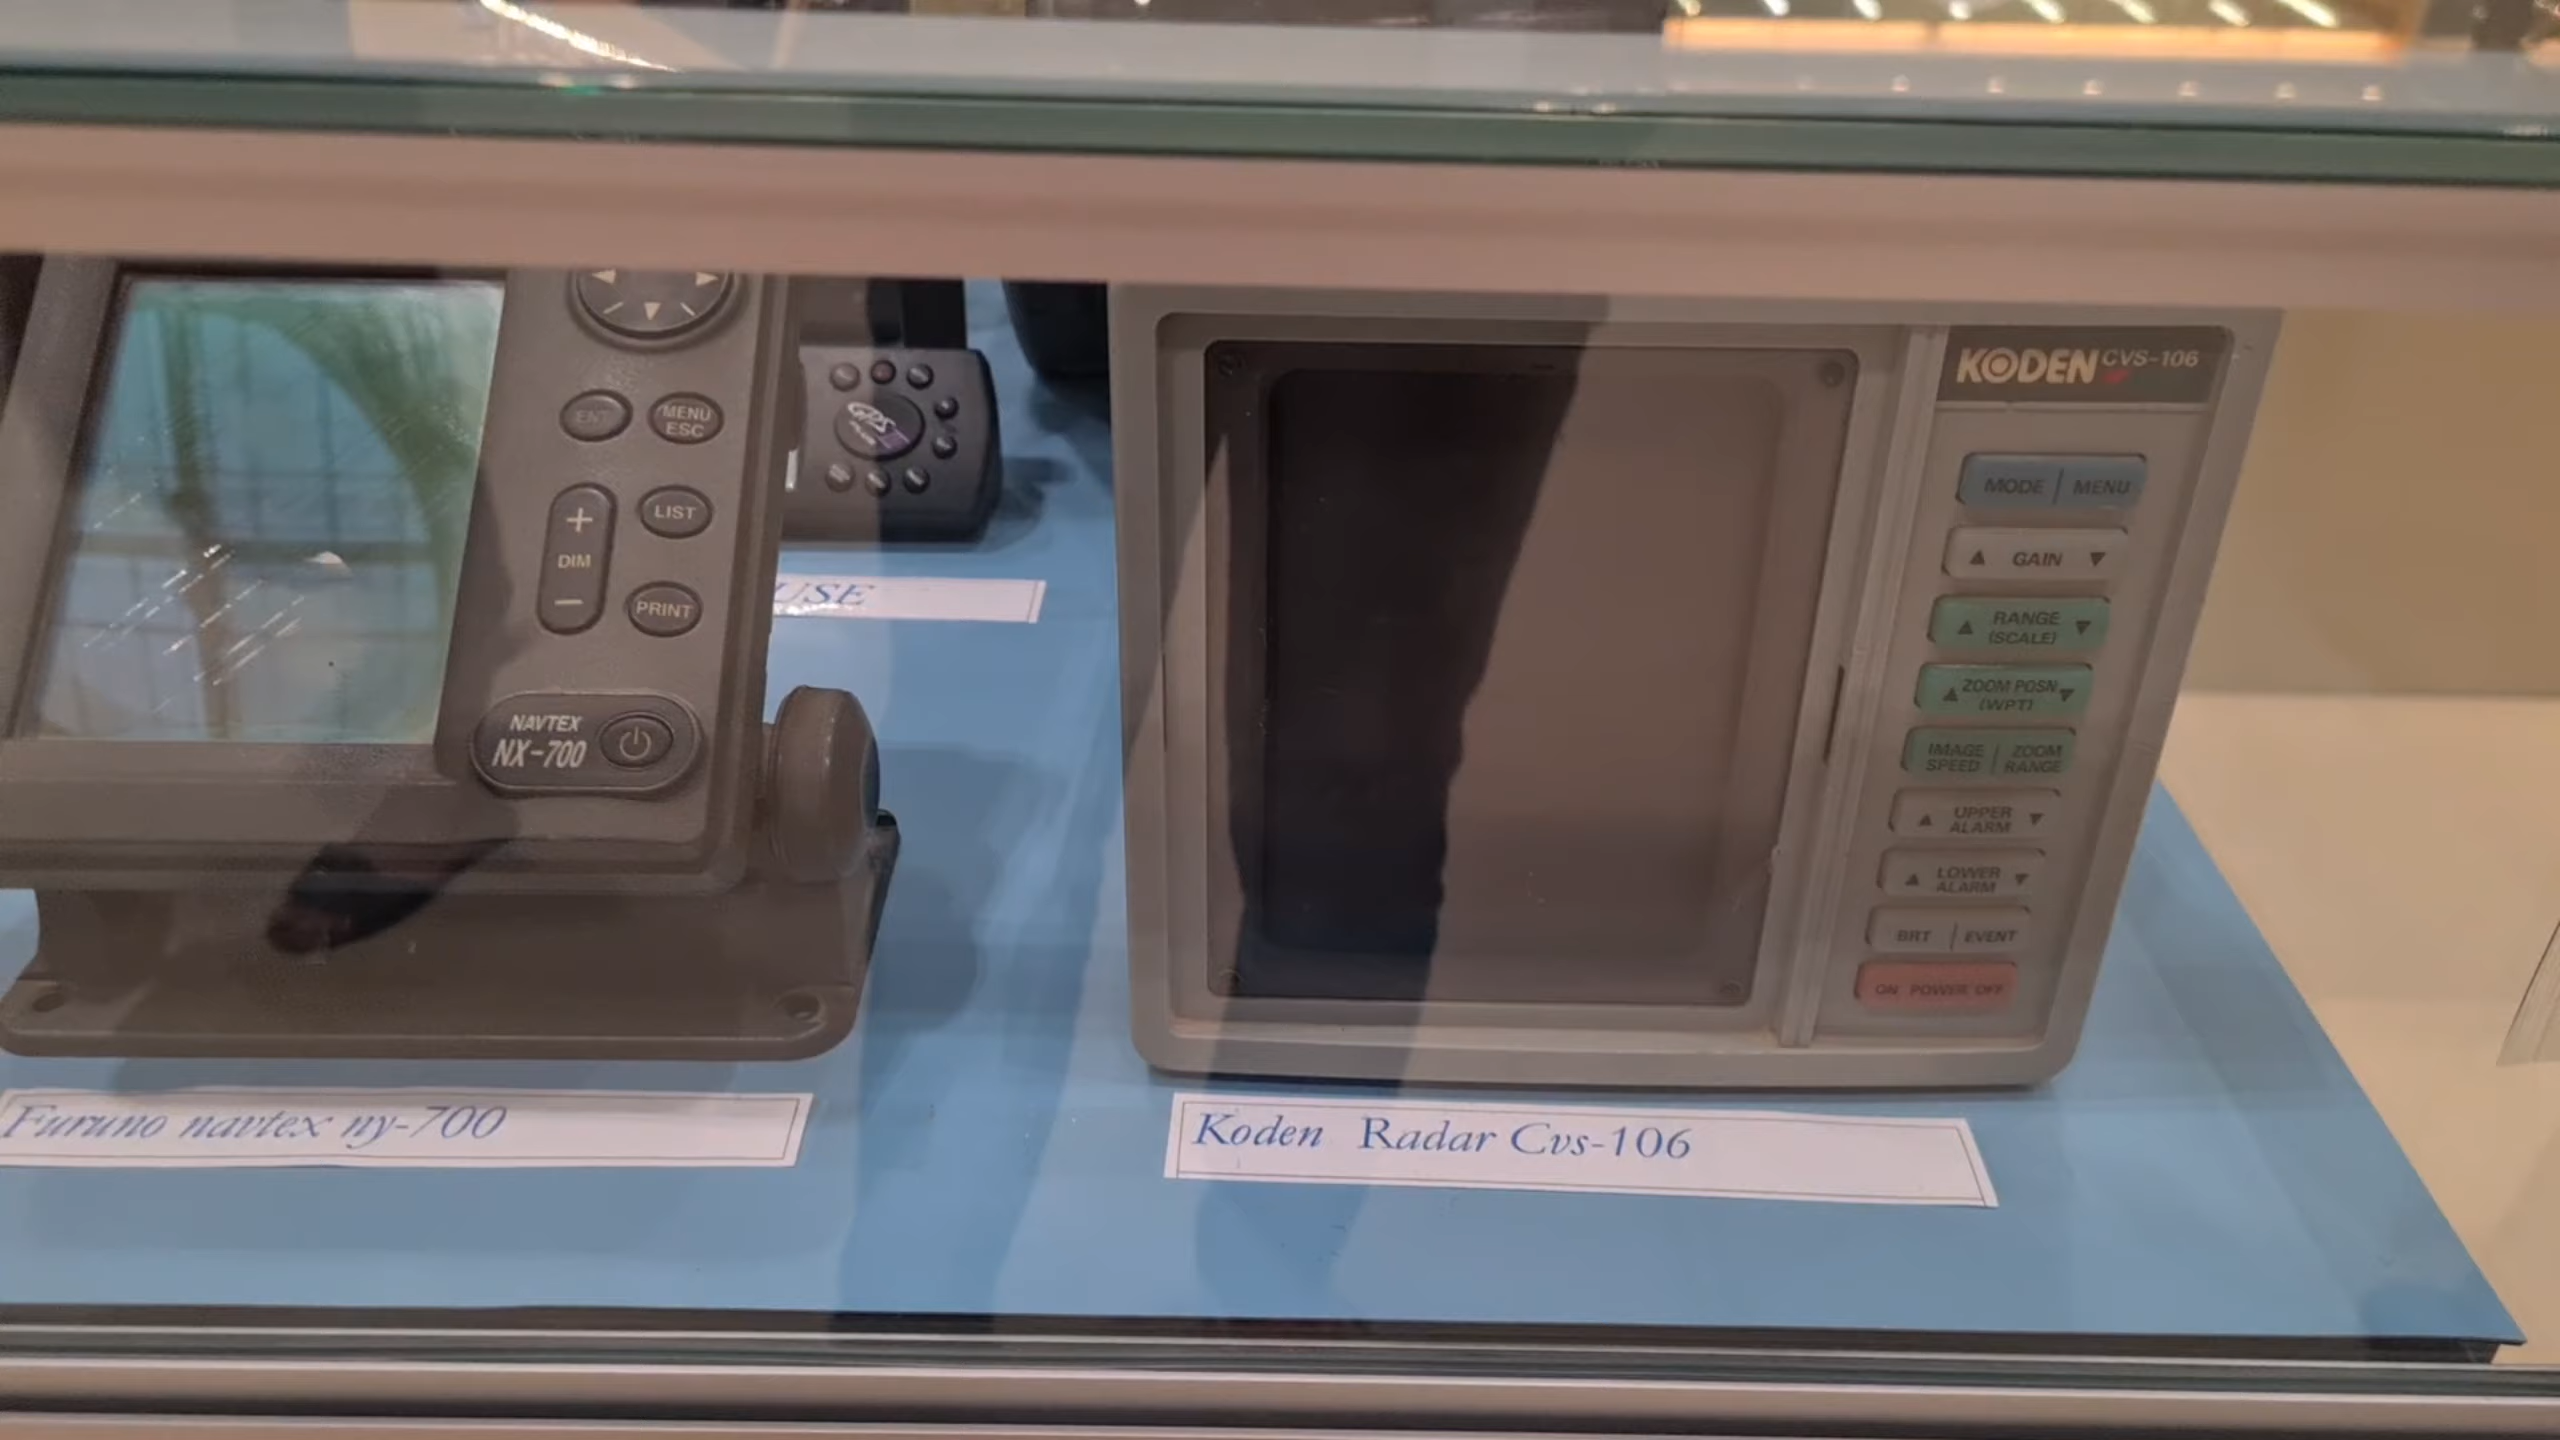 ENT
MENU
ESC
+
DIM
−
LIST
PRINT
NAVTEX
NX-700
GPS
USE
KODEN CVS-106
MODE | MENU
▲ GAIN ▼
▲ RANGE ▼
(SCALE)
▲ ZOOM POSN ▼
(WPT)
IMAGE SPEED | ZOOM RANGE
▲ UPPER ALARM ▼
▲ LOWER ALARM ▼
BRT | EVENT
ON POWER OFF
Furuno navtex ny-700
Koden Radar Cvs-106